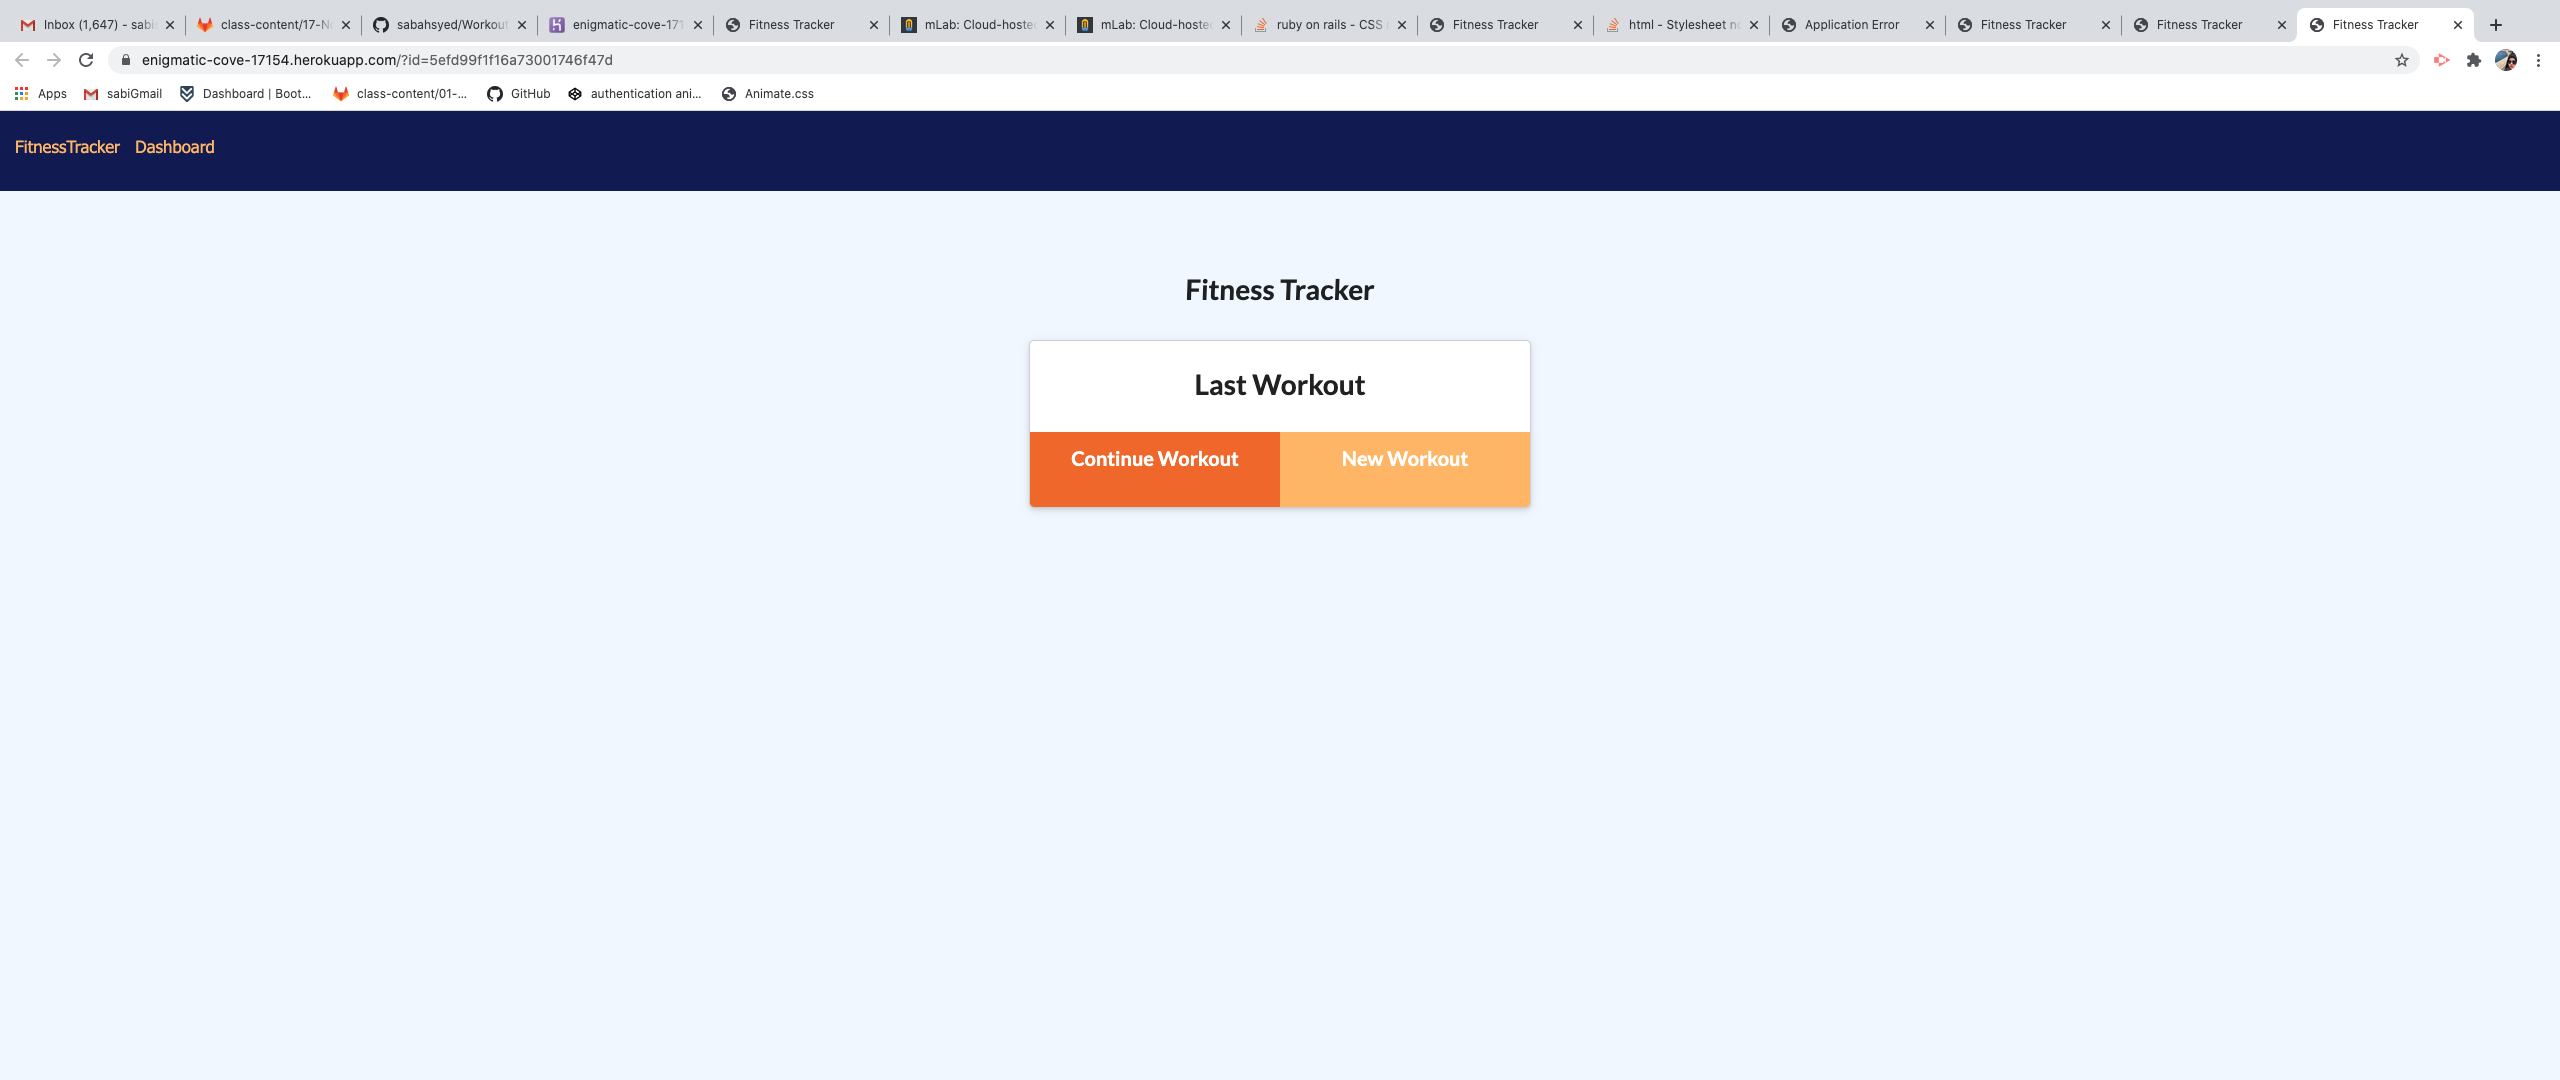 Inbox (1,647) - sabi
class-content/17-N
sabahsyed/Workout
enigmatic-cove-171
Fitness Tracker
mLab: Cloud-hosted
mLab: Cloud-hosted
ruby on rails - CSS
Fitness Tracker
html - Stylesheet no
Application Error
Fitness Tracker
Fitness Tracker
Fitness Tracker
enigmatic-cove-17154.herokuapp.com/?id=5efd99f1f16a73001746f47d
Apps
sabiGmail
Dashboard | Boot...
class-content/01-...
GitHub
authentication ani...
Animate.css
FitnessTracker
Dashboard
Fitness Tracker
Last Workout
Continue Workout
New Workout